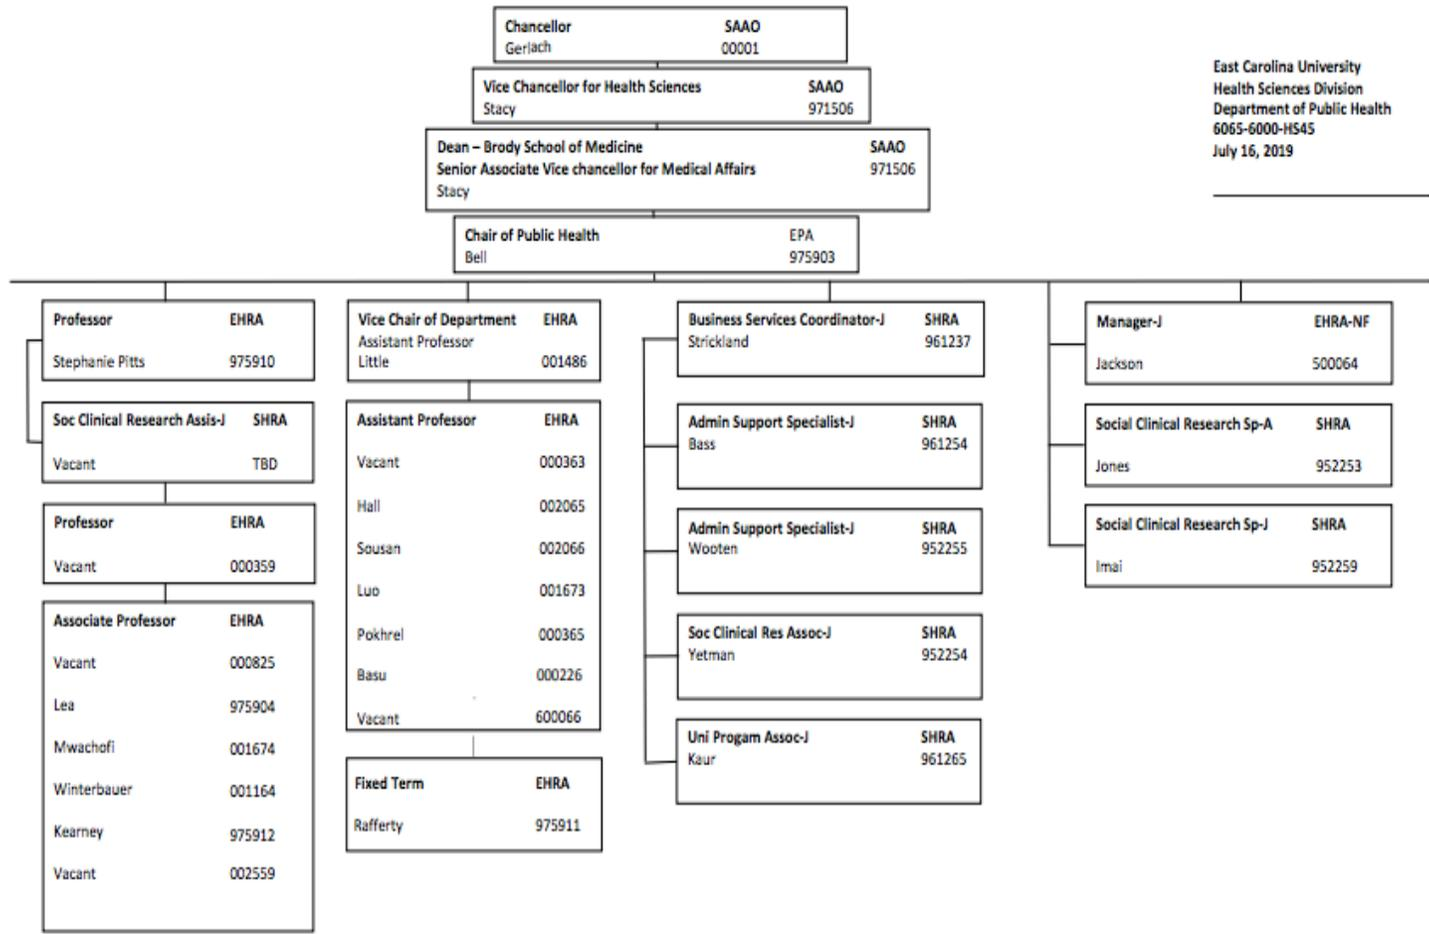 Chancellor SAAO
Gerlach 00001
Vice Chancellor for Health Sciences SAAO
Stacy 971506
Dean – Brody School of Medicine SAAO
Senior Associate Vice chancellor for Medical Affairs 971506
Stacy
Chair of Public Health EPA
Bell 975903
East Carolina University
Health Sciences Division
Department of Public Health
6065-6000-HS45
July 16, 2019
Professor EHRA
Stephanie Pitts 975910
Soc Clinical Research Assis-J SHRA
Vacant TBD
Professor EHRA
Vacant 000359
Associate Professor EHRA
Vacant 000825
Lea 975904
Mwachofi 001674
Winterbauer 001164
Kearney 975912
Vacant 002559
Vice Chair of Department EHRA
Assistant Professor
Little 001486
Assistant Professor EHRA
Vacant 000363
Hall 002065
Sousan 002066
Luo 001673
Pokhrel 000365
Basu 000226
Vacant 600066
Fixed Term EHRA
Rafferty 975911
Business Services Coordinator-J SHRA
Strickland 961237
Admin Support Specialist-J SHRA
Bass 961254
Admin Support Specialist-J SHRA
Wooten 952255
Soc Clinical Res Assoc-J SHRA
Yetman 952254
Uni Progam Assoc-J SHRA
Kaur 961265
Manager-J EHRA-NF
Jackson 500064
Social Clinical Research Sp-A SHRA
Jones 952253
Social Clinical Research Sp-J SHRA
Imai 952259